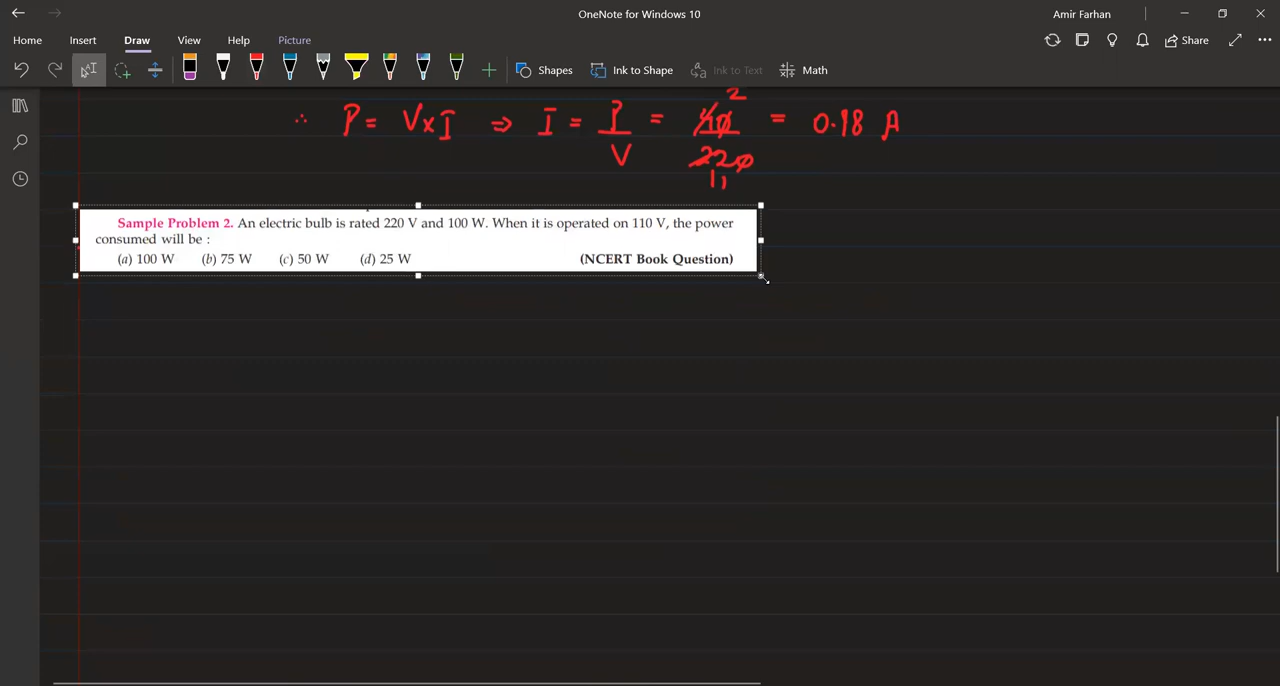 OneNote for Windows 10
Amir Farhan
Home Insert Draw View Help Picture
Share
Shapes Ink to Shape Ink to Text Math
∴ P = V×I ⇒ I = P/V = 40/220 = 0.18 A
2
11
Sample Problem 2. An electric bulb is rated 220 V and 100 W. When it is operated on 110 V, the power
consumed will be :
(a) 100 W (b) 75 W (c) 50 W (d) 25 W (NCERT Book Question)